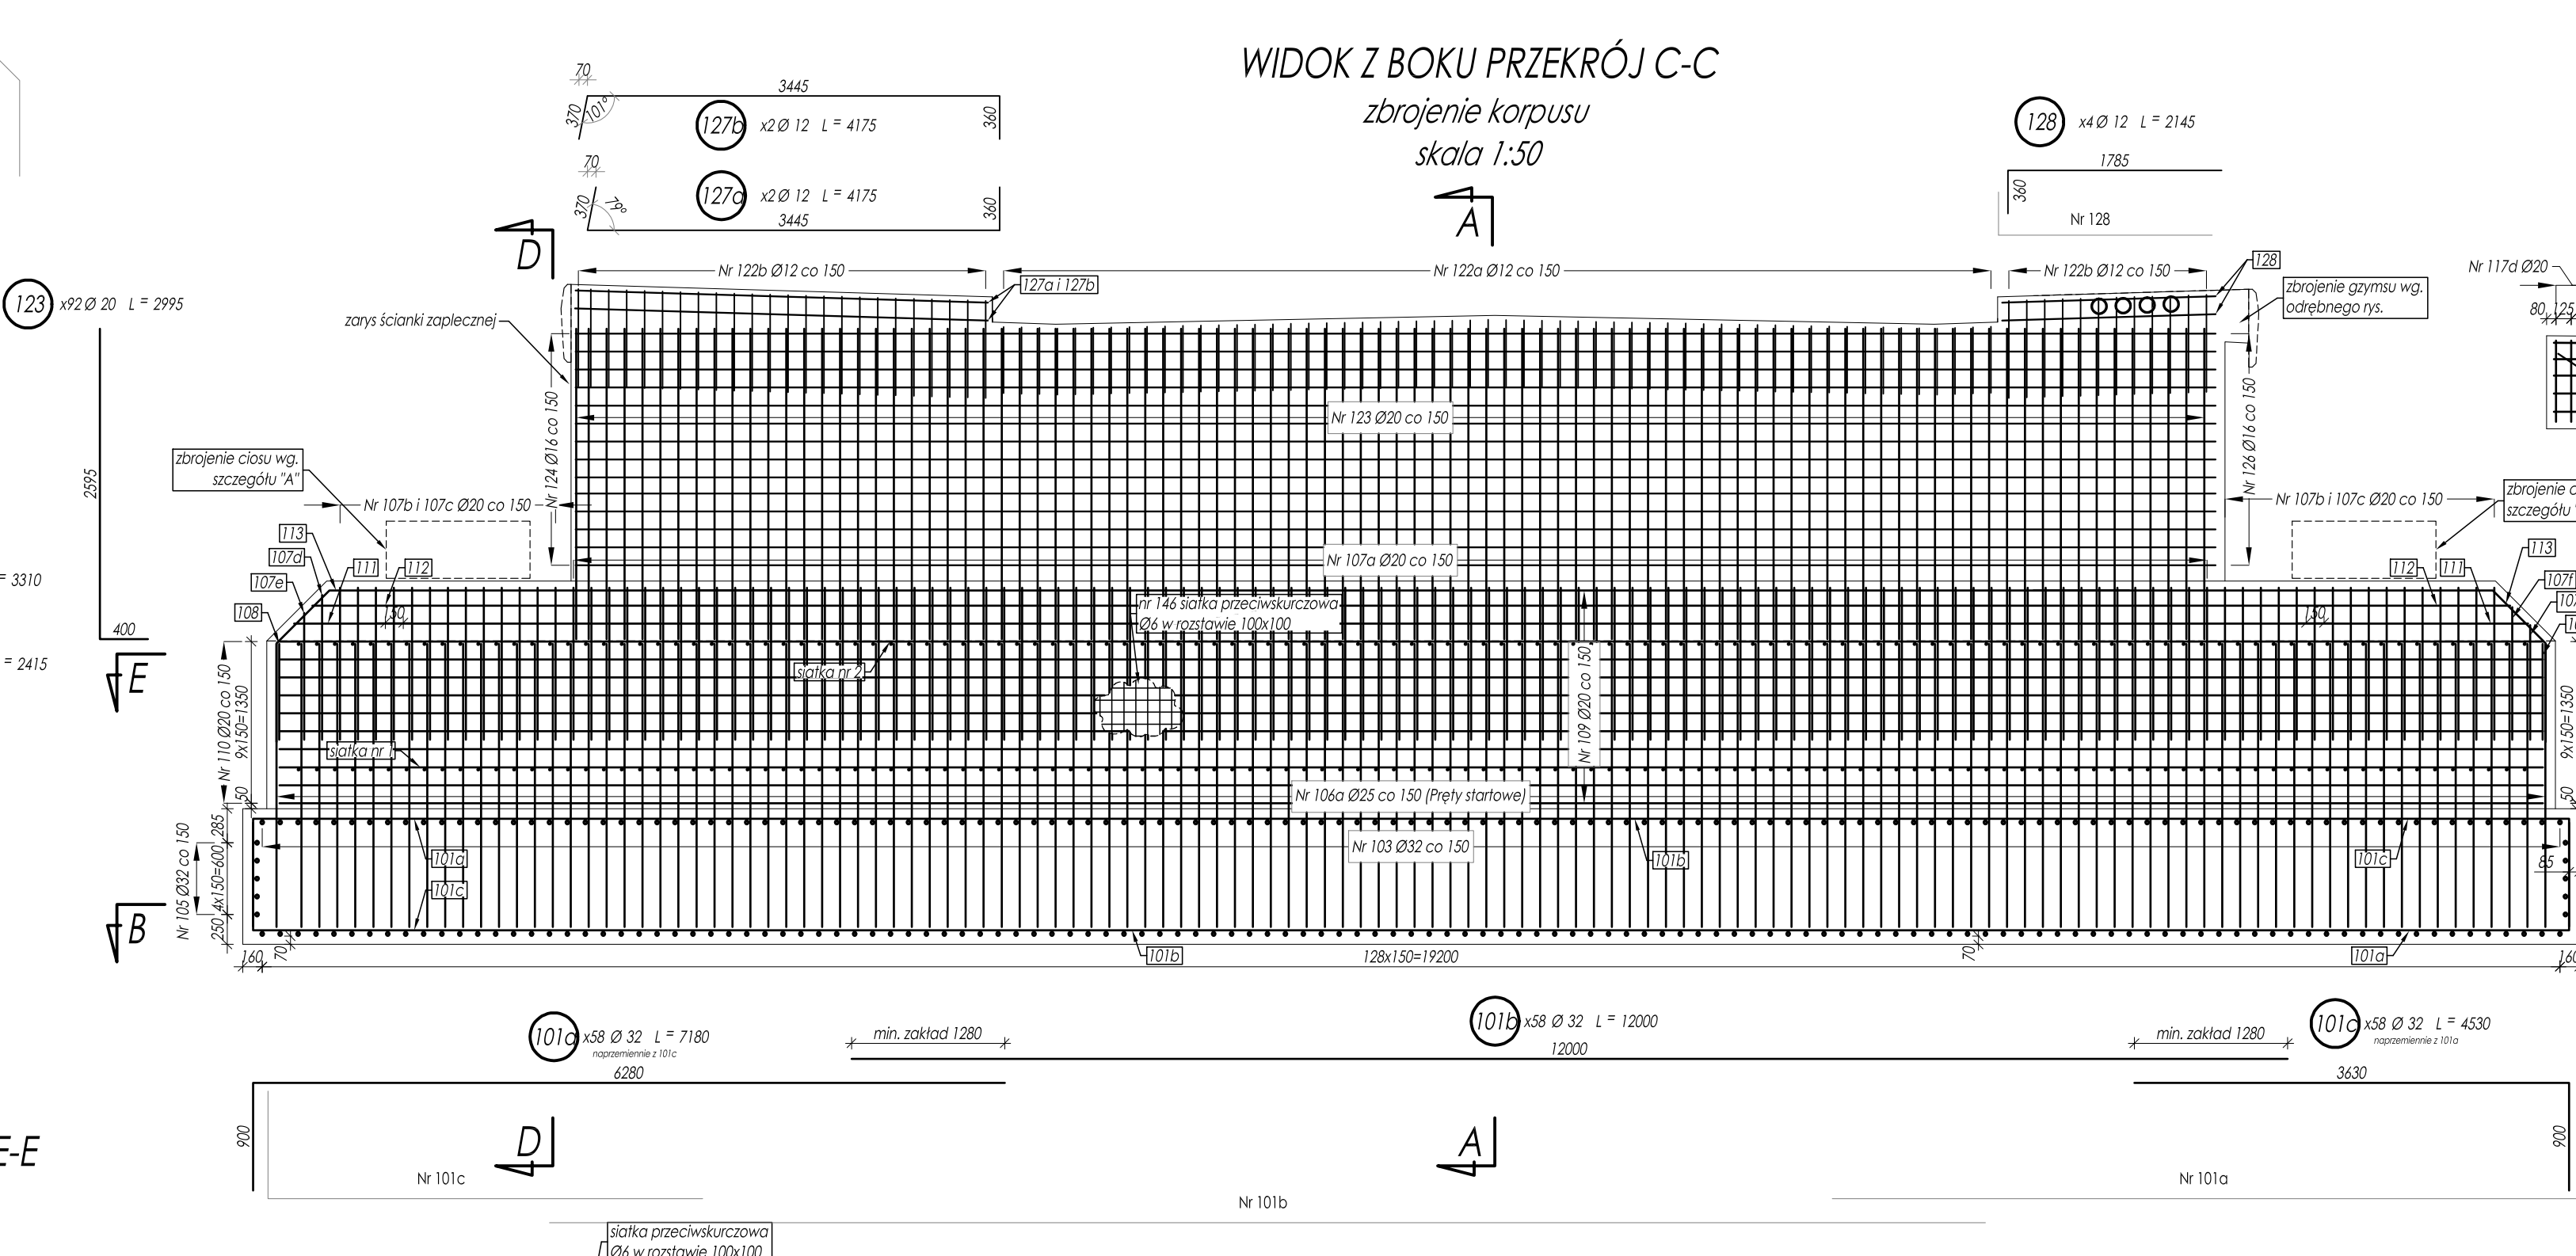 WIDOK Z BOKU PRZEKRÓJ C-C
zbrojenie korpusu
skala 1:50
70
3445
370
101°
360
127b x2 Ø 12 L = 4175
70
127a x2 Ø 12 L = 4175
370
79°
3445
360
128 x4 Ø 12 L = 2145
1785
360
Nr 128
D
A
Nr 122b Ø12 co 150
Nr 122a Ø12 co 150
Nr 122b Ø12 co 150
128
127a i 127b
Nr 117d Ø20
zbrojenie gzymsu wg.
odrębnego rys.
80
125
123 x92 Ø 20 L = 2995
zarys ścianki zaplecznej
2595
400
Nr 124 Ø16 co 150
Nr 126 Ø16 co 150
Nr 123 Ø20 co 150
zbrojenie ciosu wg.
szczegółu "A"
Nr 107b i 107c Ø20 co 150
Nr 107b i 107c Ø20 co 150
zbrojenie c
szczegółu "
113
107d
111
112
107e
108
150
Nr 107a Ø20 co 150
nr 146 siatka przeciwskurczowa
Ø6 w rozstawie 100x100
112
111
113
107f
107
150
= 3310
= 2415
E
siatka nr 2
siatka nr 1
Nr 109 Ø20 co 150
Nr 110 Ø20 co 150
9x150=1350
50
9x150=1350
50
Nr 106a Ø25 co 150 (Pręty startowe)
Nr 103 Ø32 co 150
101a
101c
101b
101c
85
Nr 105 Ø32 co 150
285
4x150=600
250
B
160
70
101b
128x150=19200
70
101a
160
101a x58 Ø 32 L = 7180
naprzemiennie z 101c
min. zakład 1280
101b x58 Ø 32 L = 12000
12000
min. zakład 1280
101c x58 Ø 32 L = 4530
naprzemiennie z 101a
6280
3630
900
900
D
A
E-E
Nr 101c
Nr 101b
Nr 101a
siatka przeciwskurczowa
Ø6 w rozstawie 100x100